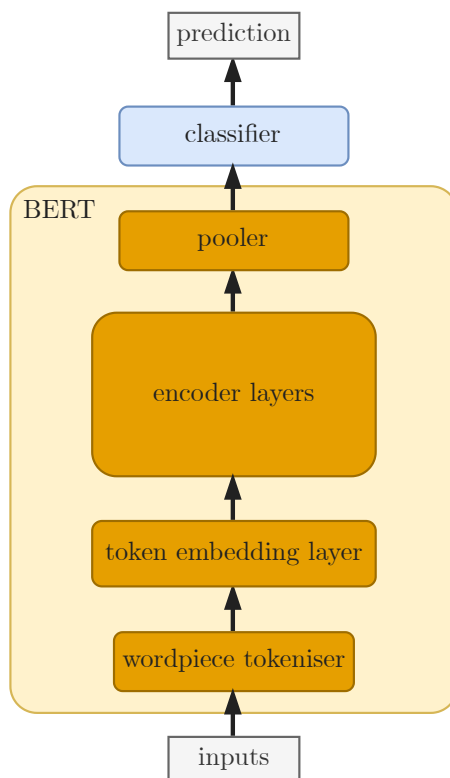 prediction
classifier
BERT
pooler
encoder layers
token embedding layer
wordpiece tokeniser
inputs